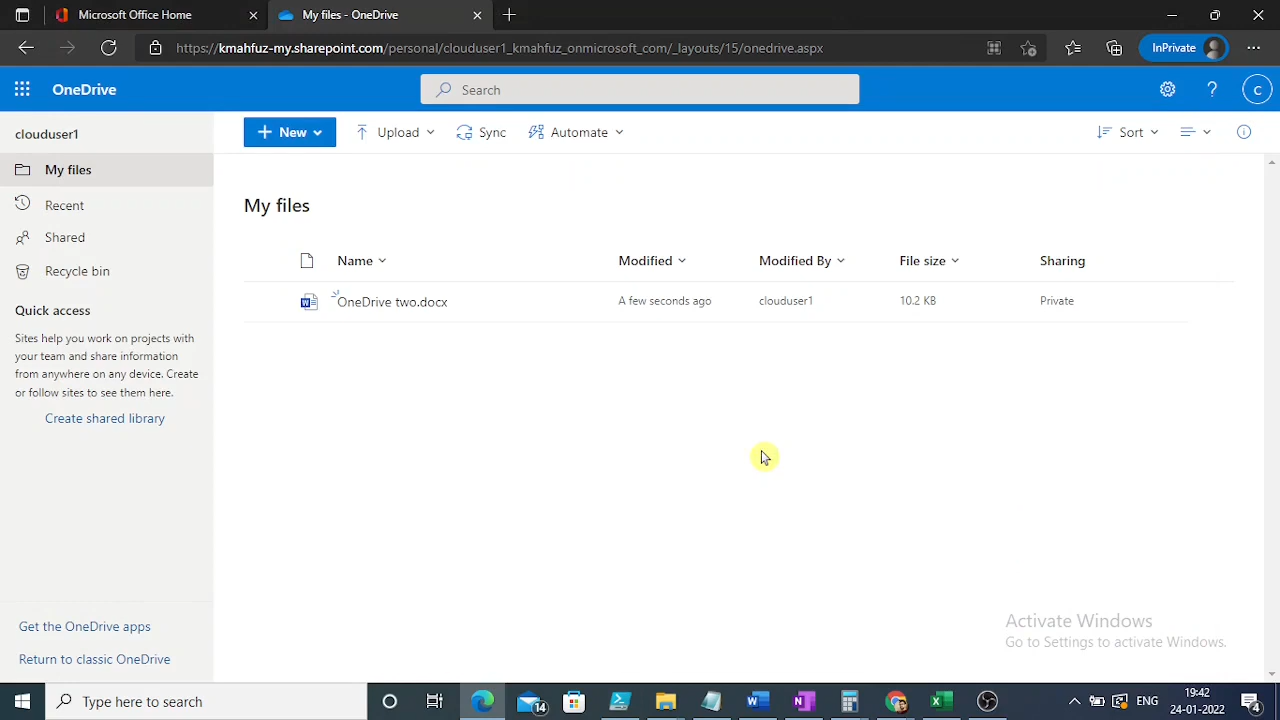 Microsoft Office Home
My files - OneDrive
https://kmahfuz-my.sharepoint.com/personal/clouduser1_kmahfuz_onmicrosoft_com/_layouts/15/onedrive.aspx
InPrivate
OneDrive
Search
C
clouduser1
New
Upload
Sync
Automate
Sort
My files
Recent
Shared
Recycle bin
Quick access
Sites help you work on projects with
your team and share information
from anywhere on any device. Create
or follow sites to see them here.
Create shared library
Get the OneDrive apps
Return to classic OneDrive
My files
Name Modified Modified By File size Sharing
OneDrive two.docx A few seconds ago clouduser1 10.2 KB Private
Activate Windows
Go to Settings to activate Windows.
Type here to search
14
ENG
19:42
24-01-2022
4